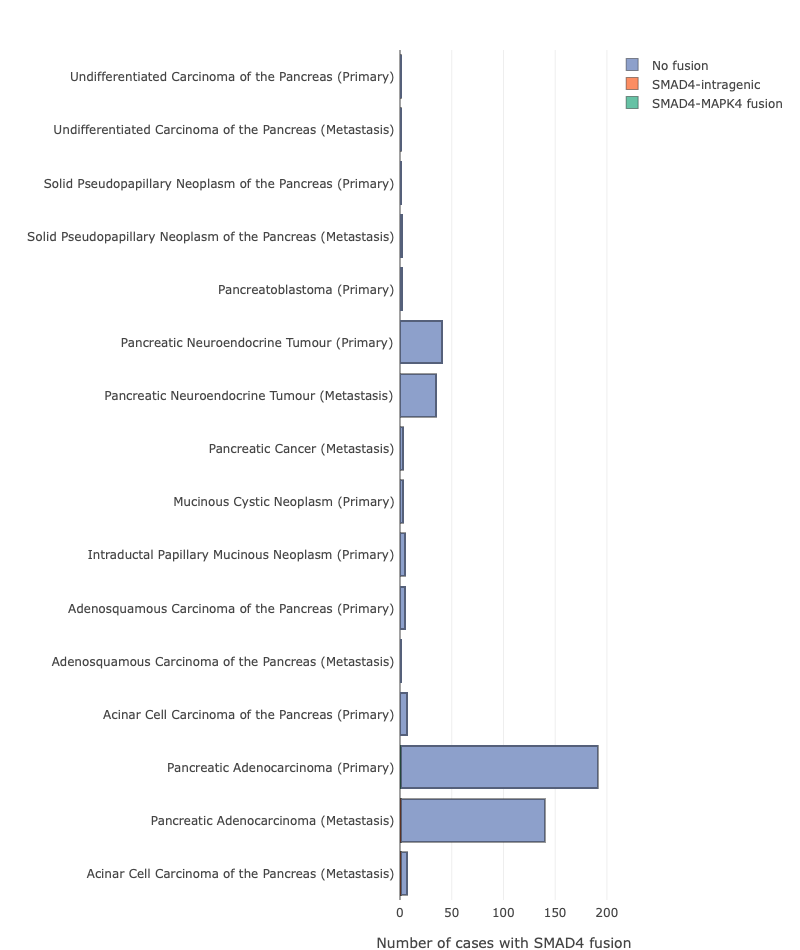 No fusion
SMAD4-intragenic
SMAD4-MAPK4 fusion
Undifferentiated Carcinoma of the Pancreas (Primary)
Undifferentiated Carcinoma of the Pancreas (Metastasis)
Solid Pseudopapillary Neoplasm of the Pancreas (Primary)
Solid Pseudopapillary Neoplasm of the Pancreas (Metastasis)
Pancreatoblastoma (Primary)
Pancreatic Neuroendocrine Tumour (Primary)
Pancreatic Neuroendocrine Tumour (Metastasis)
Pancreatic Cancer (Metastasis)
Mucinous Cystic Neoplasm (Primary)
Intraductal Papillary Mucinous Neoplasm (Primary)
Adenosquamous Carcinoma of the Pancreas (Primary)
Adenosquamous Carcinoma of the Pancreas (Metastasis)
Acinar Cell Carcinoma of the Pancreas (Primary)
Pancreatic Adenocarcinoma (Primary)
Pancreatic Adenocarcinoma (Metastasis)
Acinar Cell Carcinoma of the Pancreas (Metastasis)
0 50 100 150 200
Number of cases with SMAD4 fusion